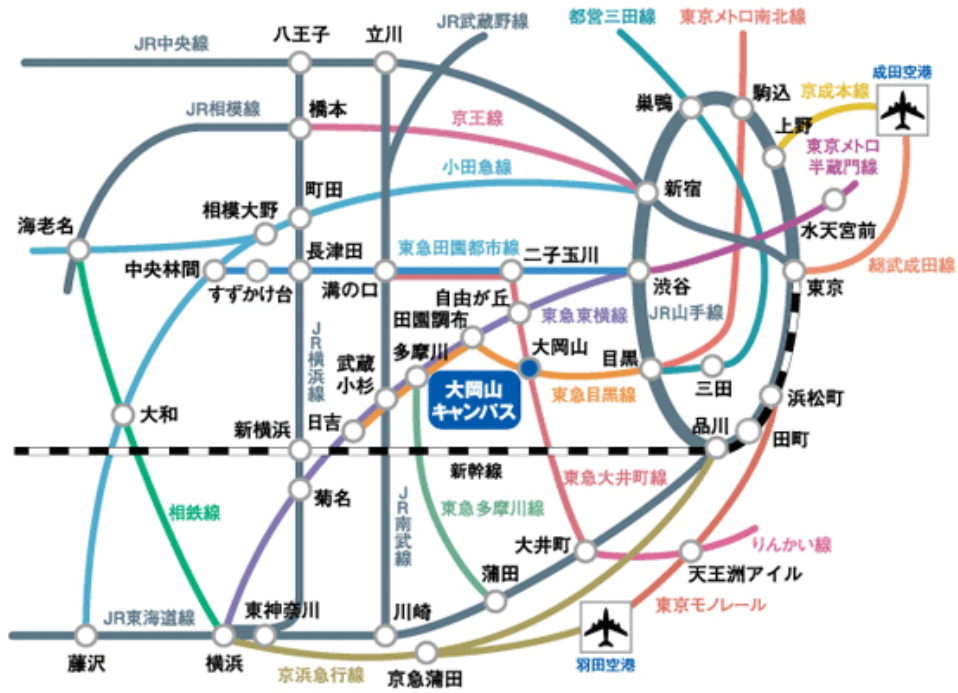 都営三田線
東京メトロ南北線
JR武蔵野線
八王子
立川
JR中央線
成田空港
京成本線
駒込
巣鴨
上野
橋本
JR相模線
京王線
東京メトロ
半蔵門線
小田急線
新宿
町田
相模大野
海老名
水天宮前
長津田
東急田園都市線
二子玉川
中央林間
総武成田線
すずかけ台
溝の口
渋谷
東京
自由が丘
東急東横線
JR山手線
田園調布
大岡山
目黒
JR横浜線
多摩川
武蔵
小杉
大岡山
キャンパス
東急目黒線
三田
浜松町
大和
日吉
新横浜
品川
田町
新幹線
東急大井町線
菊名
相鉄線
JR南武線
東急多摩川線
大井町
りんかい線
天王洲アイル
蒲田
東京モノレール
東神奈川
川崎
JR東海道線
藤沢
横浜
京浜急行線
京急蒲田
羽田空港